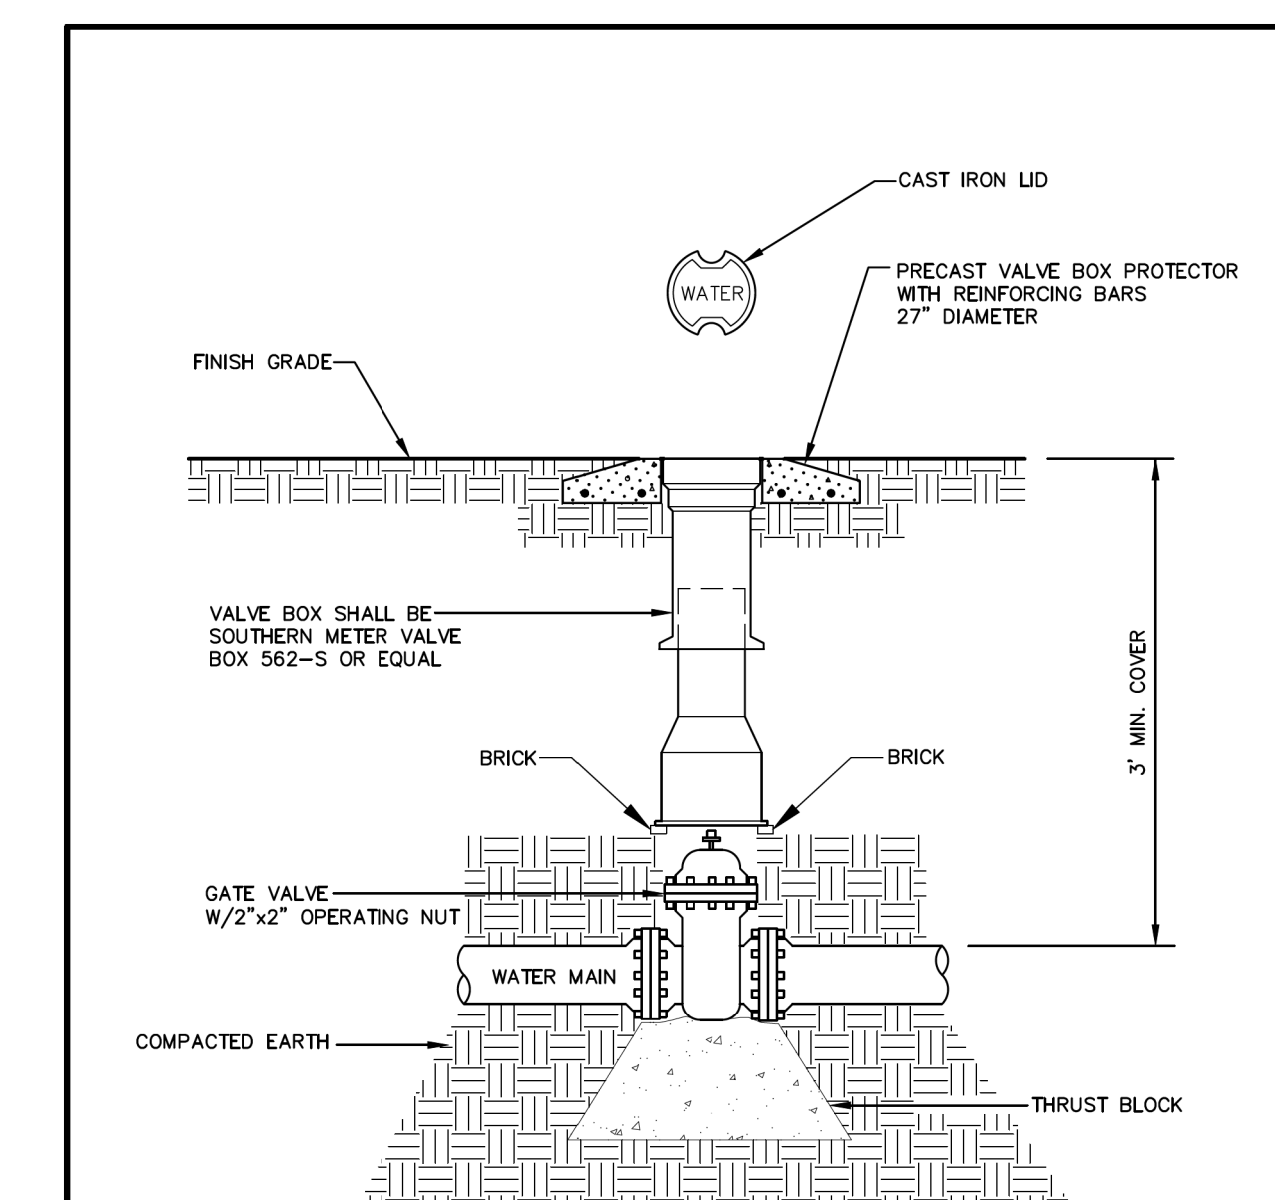 CAST IRON LID
WATER
PRECAST VALVE BOX PROTECTOR
WITH REINFORCING BARS
27" DIAMETER
FINISH GRADE
VALVE BOX SHALL BE
SOUTHERN METER VALVE
BOX 562-S OR EQUAL
3' MIN. COVER
BRICK
BRICK
GATE VALVE
W/2"x2" OPERATING NUT
WATER MAIN
COMPACTED EARTH
THRUST BLOCK